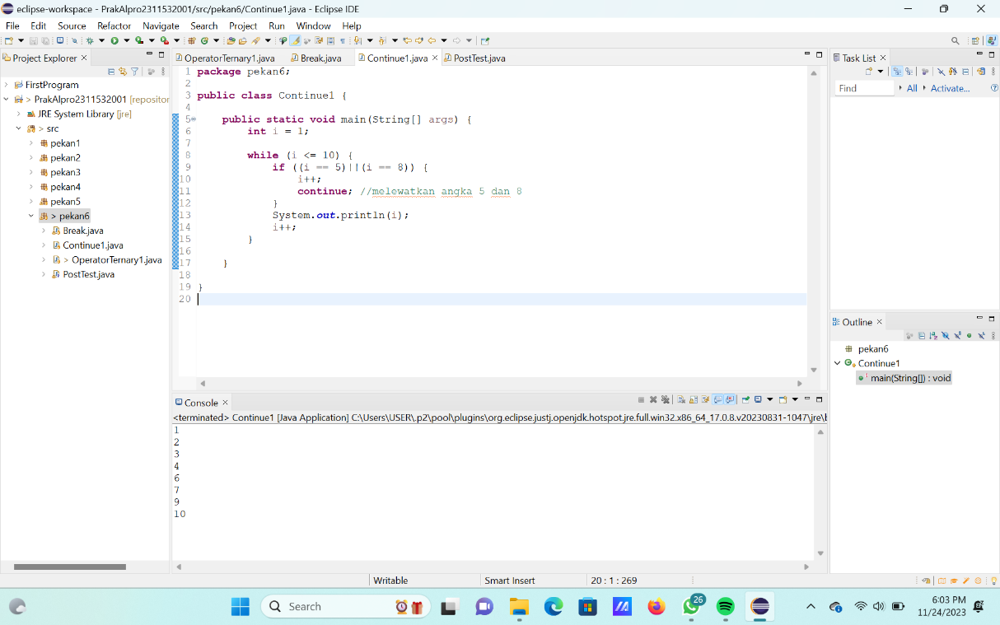 eclipse-workspace - PrakAlpro2311532001/src/pekan6/Continue1.java - Eclipse IDE
File Edit Source Refactor Navigate Search Project Run Window Help
Project Explorer
FirstProgram
> PrakAlpro2311532001 [repositor
JRE System Library [jre]
> src
pekan1
pekan2
pekan3
pekan4
pekan5
> pekan6
Break.java
Continue1.java
> OperatorTernary1.java
PostTest.java
OperatorTernary1.java Break.java Continue1.java PostTest.java
1 package pekan6;
2
3 public class Continue1 {
4
5 public static void main(String[] args) {
6 int i = 1;
7
8 while (i <= 10) {
9 if ((i == 5)||(i == 8)) {
10 i++;
11 continue; //melewatkan angka 5 dan 8
12 }
13 System.out.println(i);
14 i++;
15 }
16
17 }
18
19 }
20
Console
<terminated> Continue1 [Java Application] C:\Users\USER\.p2\pool\plugins\org.eclipse.justj.openjdk.hotspot.jre.full.win32.x86_64_17.0.8.v20230831-1047\jre\b
1
2
3
4
6
7
9
10
Task List
Find All Activate...
Outline
pekan6
Continue1
main(String[]) : void
Writable Smart Insert 20 : 1 : 269
Search
26
6:03 PM
11/24/2023